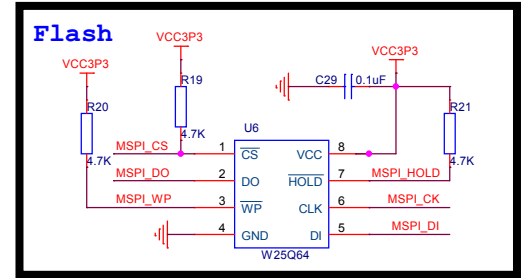 Flash
VCC3P3
VCC3P3
VCC3P3
R19
C29
0.1uF
R20
R21
U6
4.7K
MSPI_CS
1
CS
VCC
8
4.7K
4.7K
MSPI_DO
2
DO
HOLD
7
MSPI_HOLD
MSPI_WP
3
WP
CLK
6
MSPI_CK
4
GND
DI
5
MSPI_DI
W25Q64